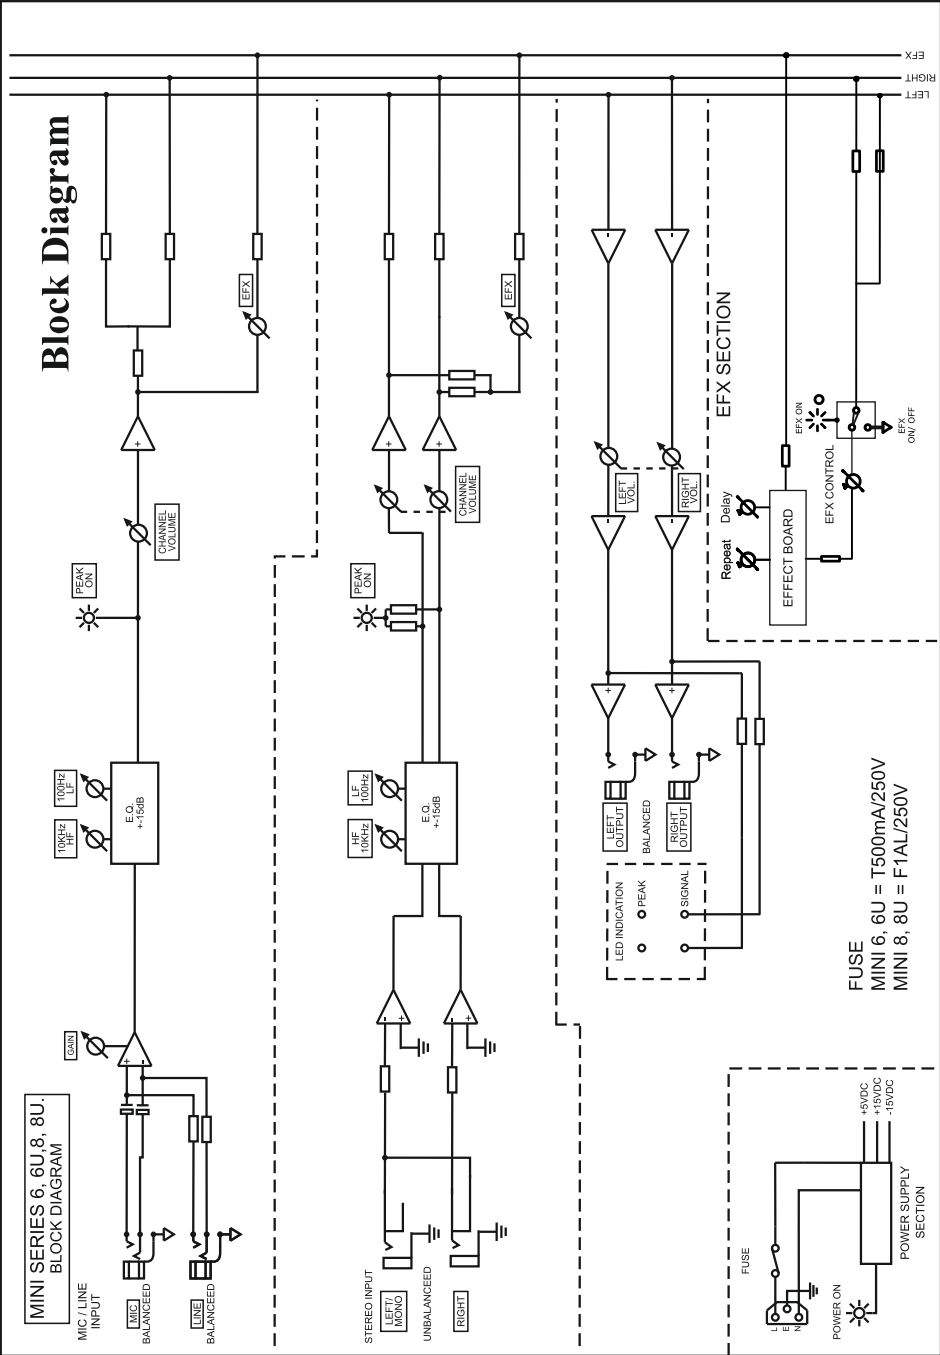 Block Diagram
MINI SERIES 6, 6U,8, 8U.
BLOCK DIAGRAM
MIC / LINE
INPUT
MIC
BALANCEED
LINE
BALANCEED
GAIN
+
-
10KHz
HF
100Hz
LF
E.Q.
+-15dB
PEAK
ON
CHANNEL
VOLUME
+
EFX
EFX
RIGHT
LEFT
STEREO INPUT
LEFT/
MONO
UNBALANCEED
RIGHT
-
+
-
+
HF
10KHz
LF
100Hz
E.Q.
+-15dB
PEAK
ON
CHANNEL
VOLUME
+
+
EFX
LED INDICATION
PEAK
SIGNAL
LEFT
OUTPUT
BALANCED
RIGHT
OUTPUT
+
+
LEFT
VOL.
RIGHT
VOL.
-
-
-
-
EFX SECTION
Repeat
Delay
EFFECT BOARD
EFX CONTROL
EFX ON
EFX
ON/ OFF
FUSE
MINI 6, 6U = T500mA/250V
MINI 8, 8U = F1AL/250V
L
E
N
FUSE
POWER ON
POWER SUPPLY
SECTION
+5VDC
+15VDC
-15VDC